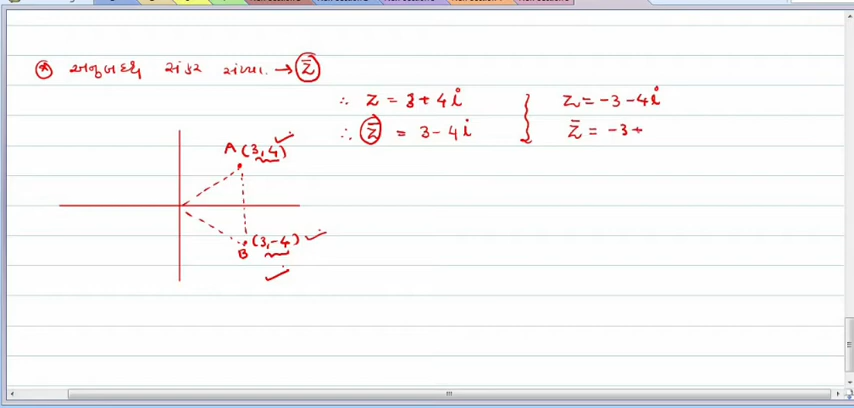 * અનુબદ્ધ સંકર સંખ્યા. → z̄
∴ z = 3 + 4i
z = -3 - 4i
∴ z̄ = 3 - 4i
z̄ = -3 +
A (3, 4)
(3, -4)
B